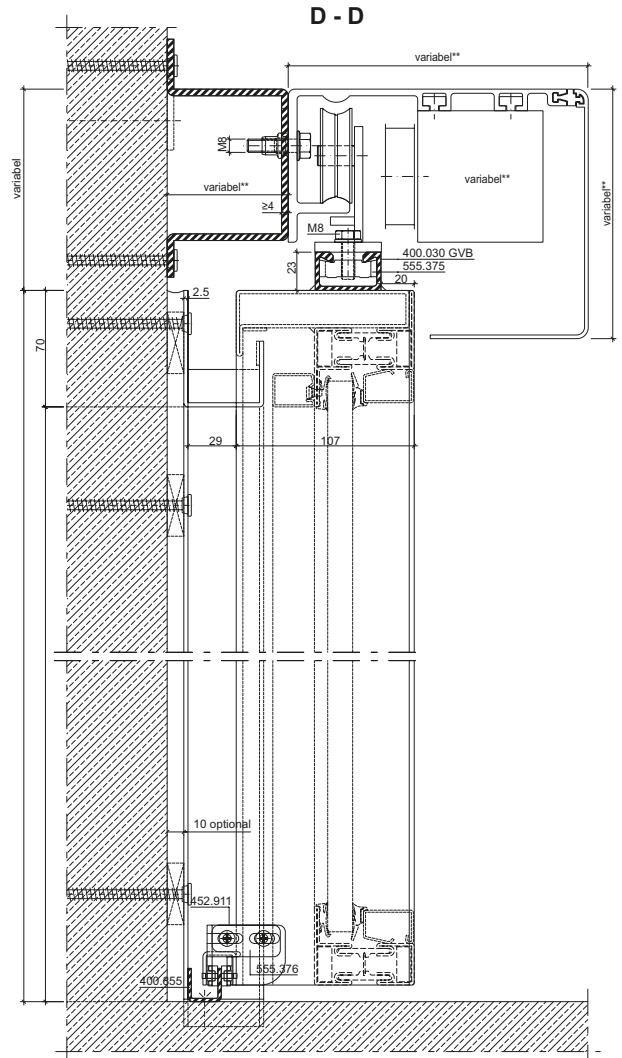 D - D
variabel**
variabel
M8
variabel**
variabel**
variabel**
≥4
M8
400.030 GVB
23
555.375
20
2.5
70
29
107
10 optional
452.911
555.376
400.855